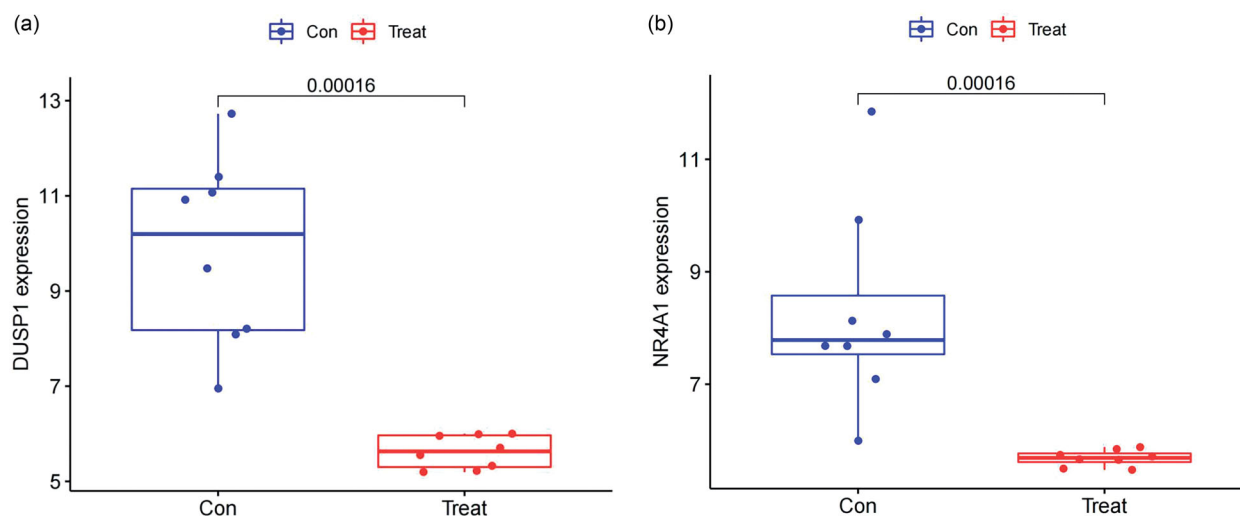 (a)
Con Treat
0.00016
13
11
9
7
5
DUSP1 expression
Con Treat
(b)
Con Treat
0.00016
11
9
7
NR4A1 expression
Con Treat